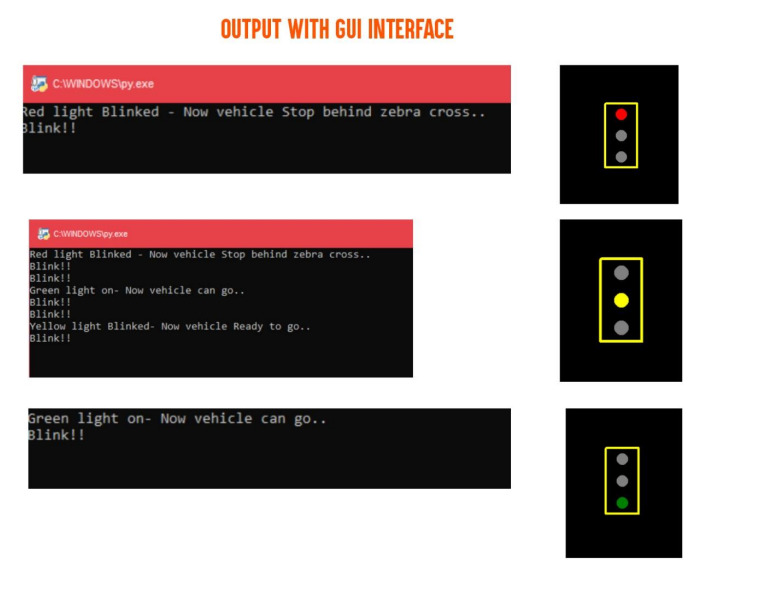 OUTPUT WITH GUI INTERFACE
C:\WINDOWS\py.exe
Red light Blinked - Now vehicle Stop behind zebra cross..
Blink!!
C:\WINDOWS\py.exe
Red light Blinked - Now vehicle Stop behind zebra cross..
Blink!!
Blink!!
Green light on- Now vehicle can go..
Blink!!
Blink!!
Yellow light Blinked- Now vehicle Ready to go..
Blink!!
Green light on- Now vehicle can go..
Blink!!